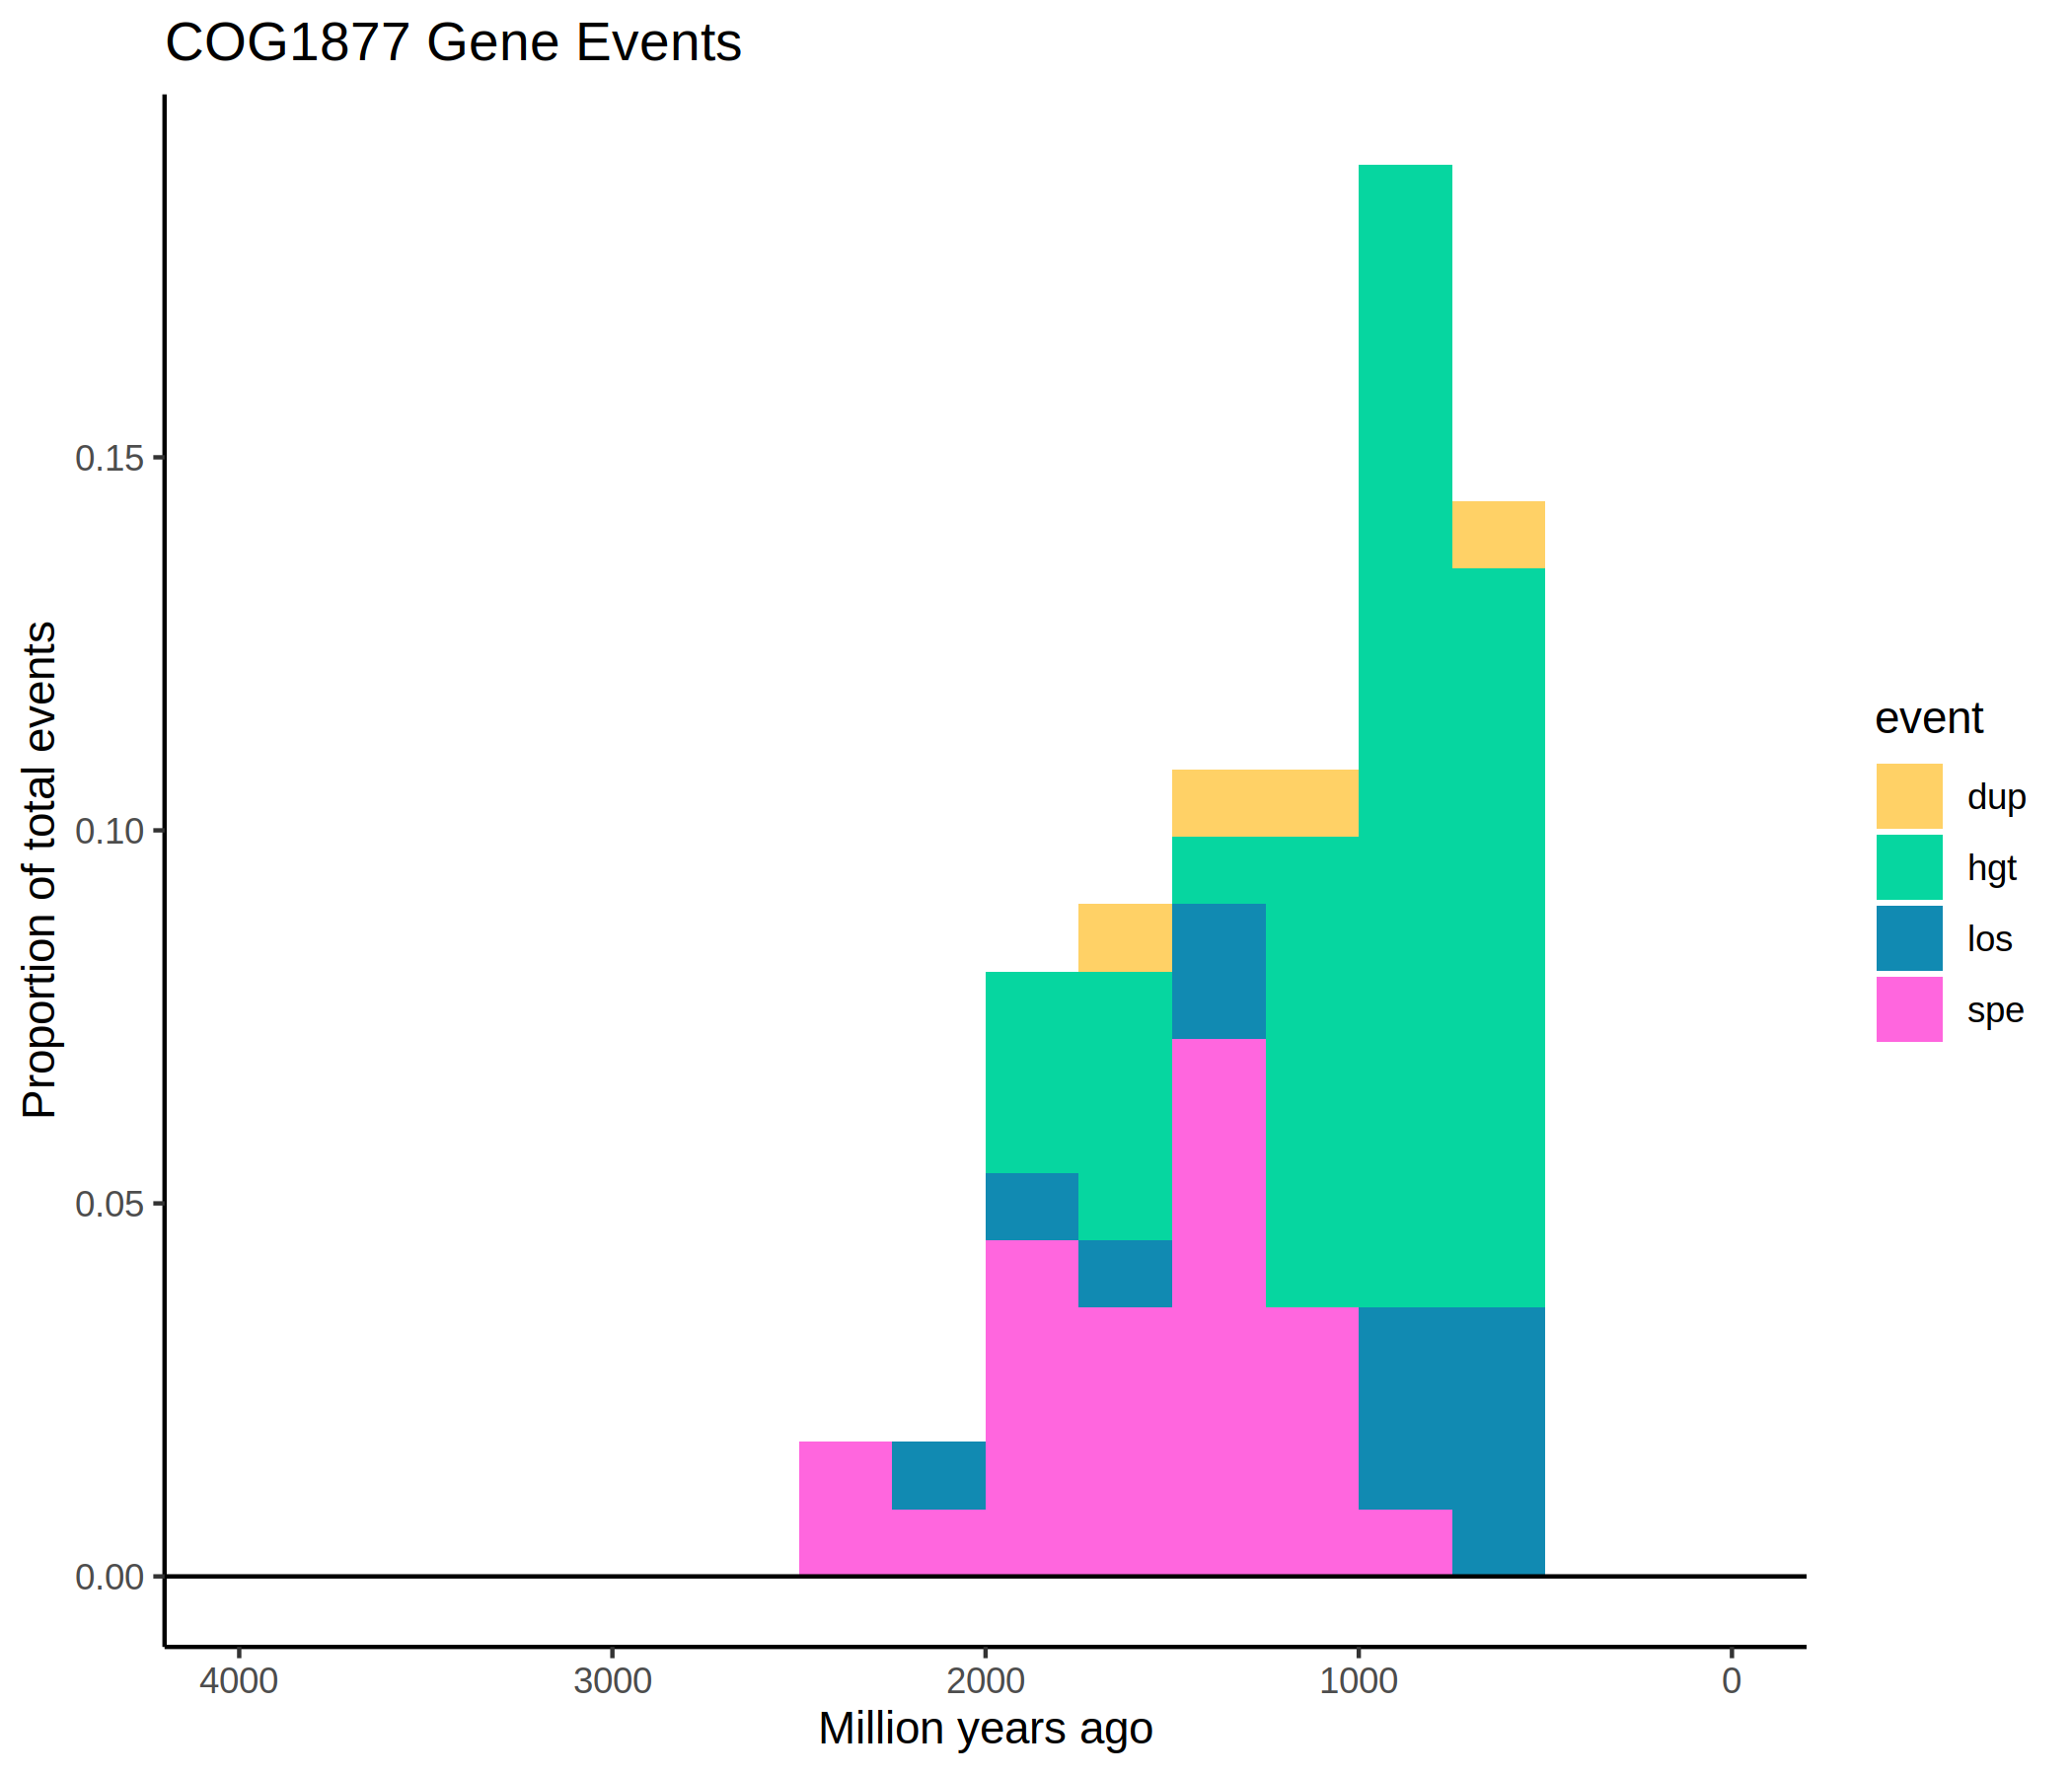 COG1877 Gene Events
Proportion of total events
0.15
0.10
0.05
0.00
4000 3000 2000 1000 0
Million years ago
event
dup
hgt
los
spe